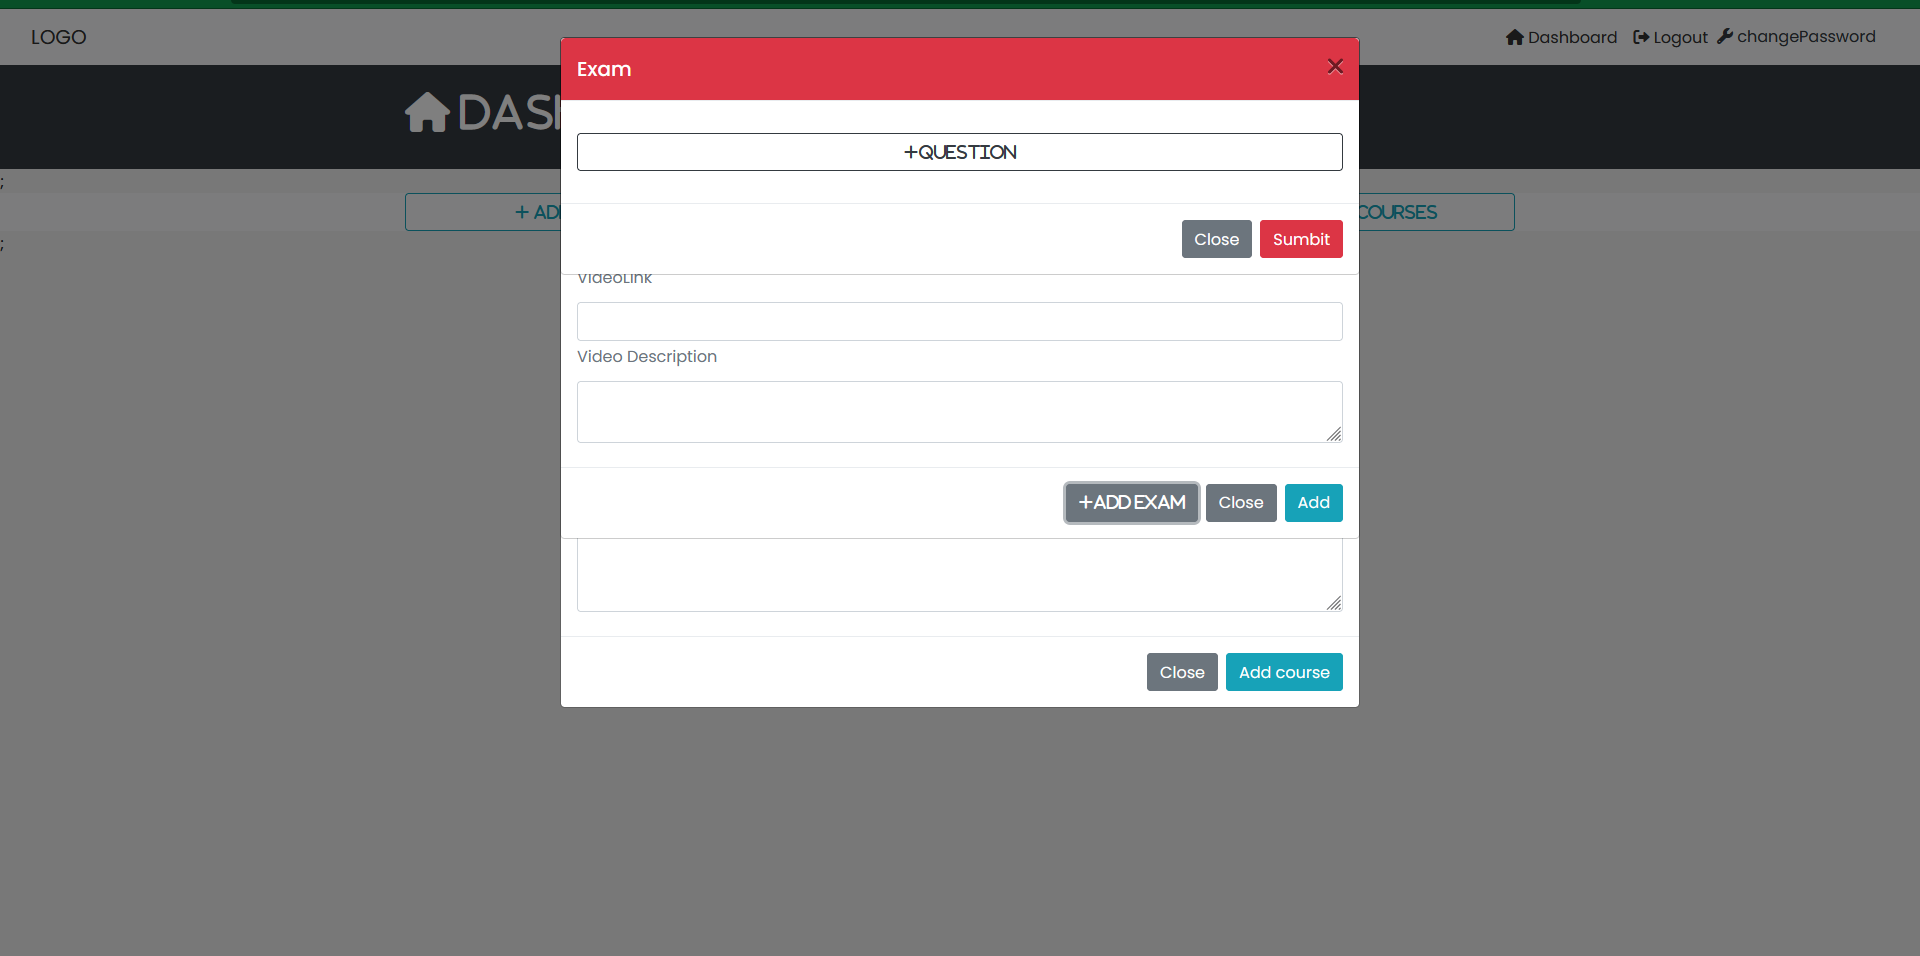 LOGO
Dashboard Logout changePassword
Exam
DAS
+QUESTION
;
+ AD
COURSES
Close Sumbit
;
VideoLink
Video Description
+ADD EXAM Close Add
Close Add course